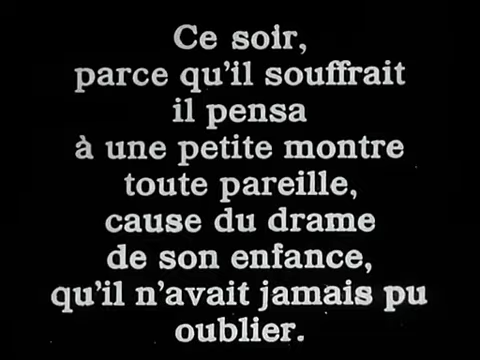 Ce soir,
parce qu'il souffrait
il pensa
à une petite montre
toute pareille,
cause du drame
de son enfance,
qu'il n'avait jamais pu
oublier.